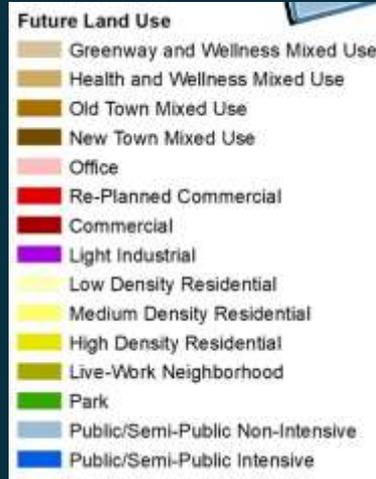 Future Land Use
Greenway and Wellness Mixed Use
Health and Wellness Mixed Use
Old Town Mixed Use
New Town Mixed Use
Office
Re-Planned Commercial
Commercial
Light Industrial
Low Density Residential
Medium Density Residential
High Density Residential
Live-Work Neighborhood
Park
Public/Semi-Public Non-Intensive
Public/Semi-Public Intensive